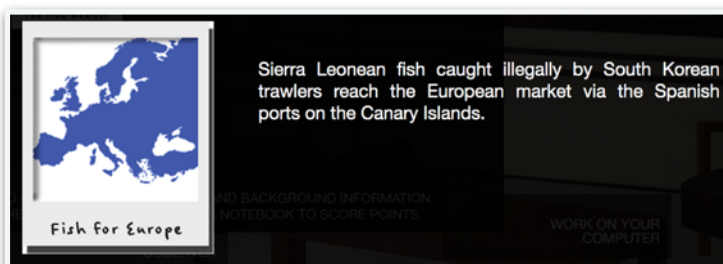 Sierra Leonean fish caught illegally by South Korean
trawlers reach the European market via the Spanish
ports on the Canary Islands.
Fish for Europe
AND BACKGROUND INFORMATION.
NOTEBOOK TO SCORE POINTS.
WORK ON YOUR
COMPUTER